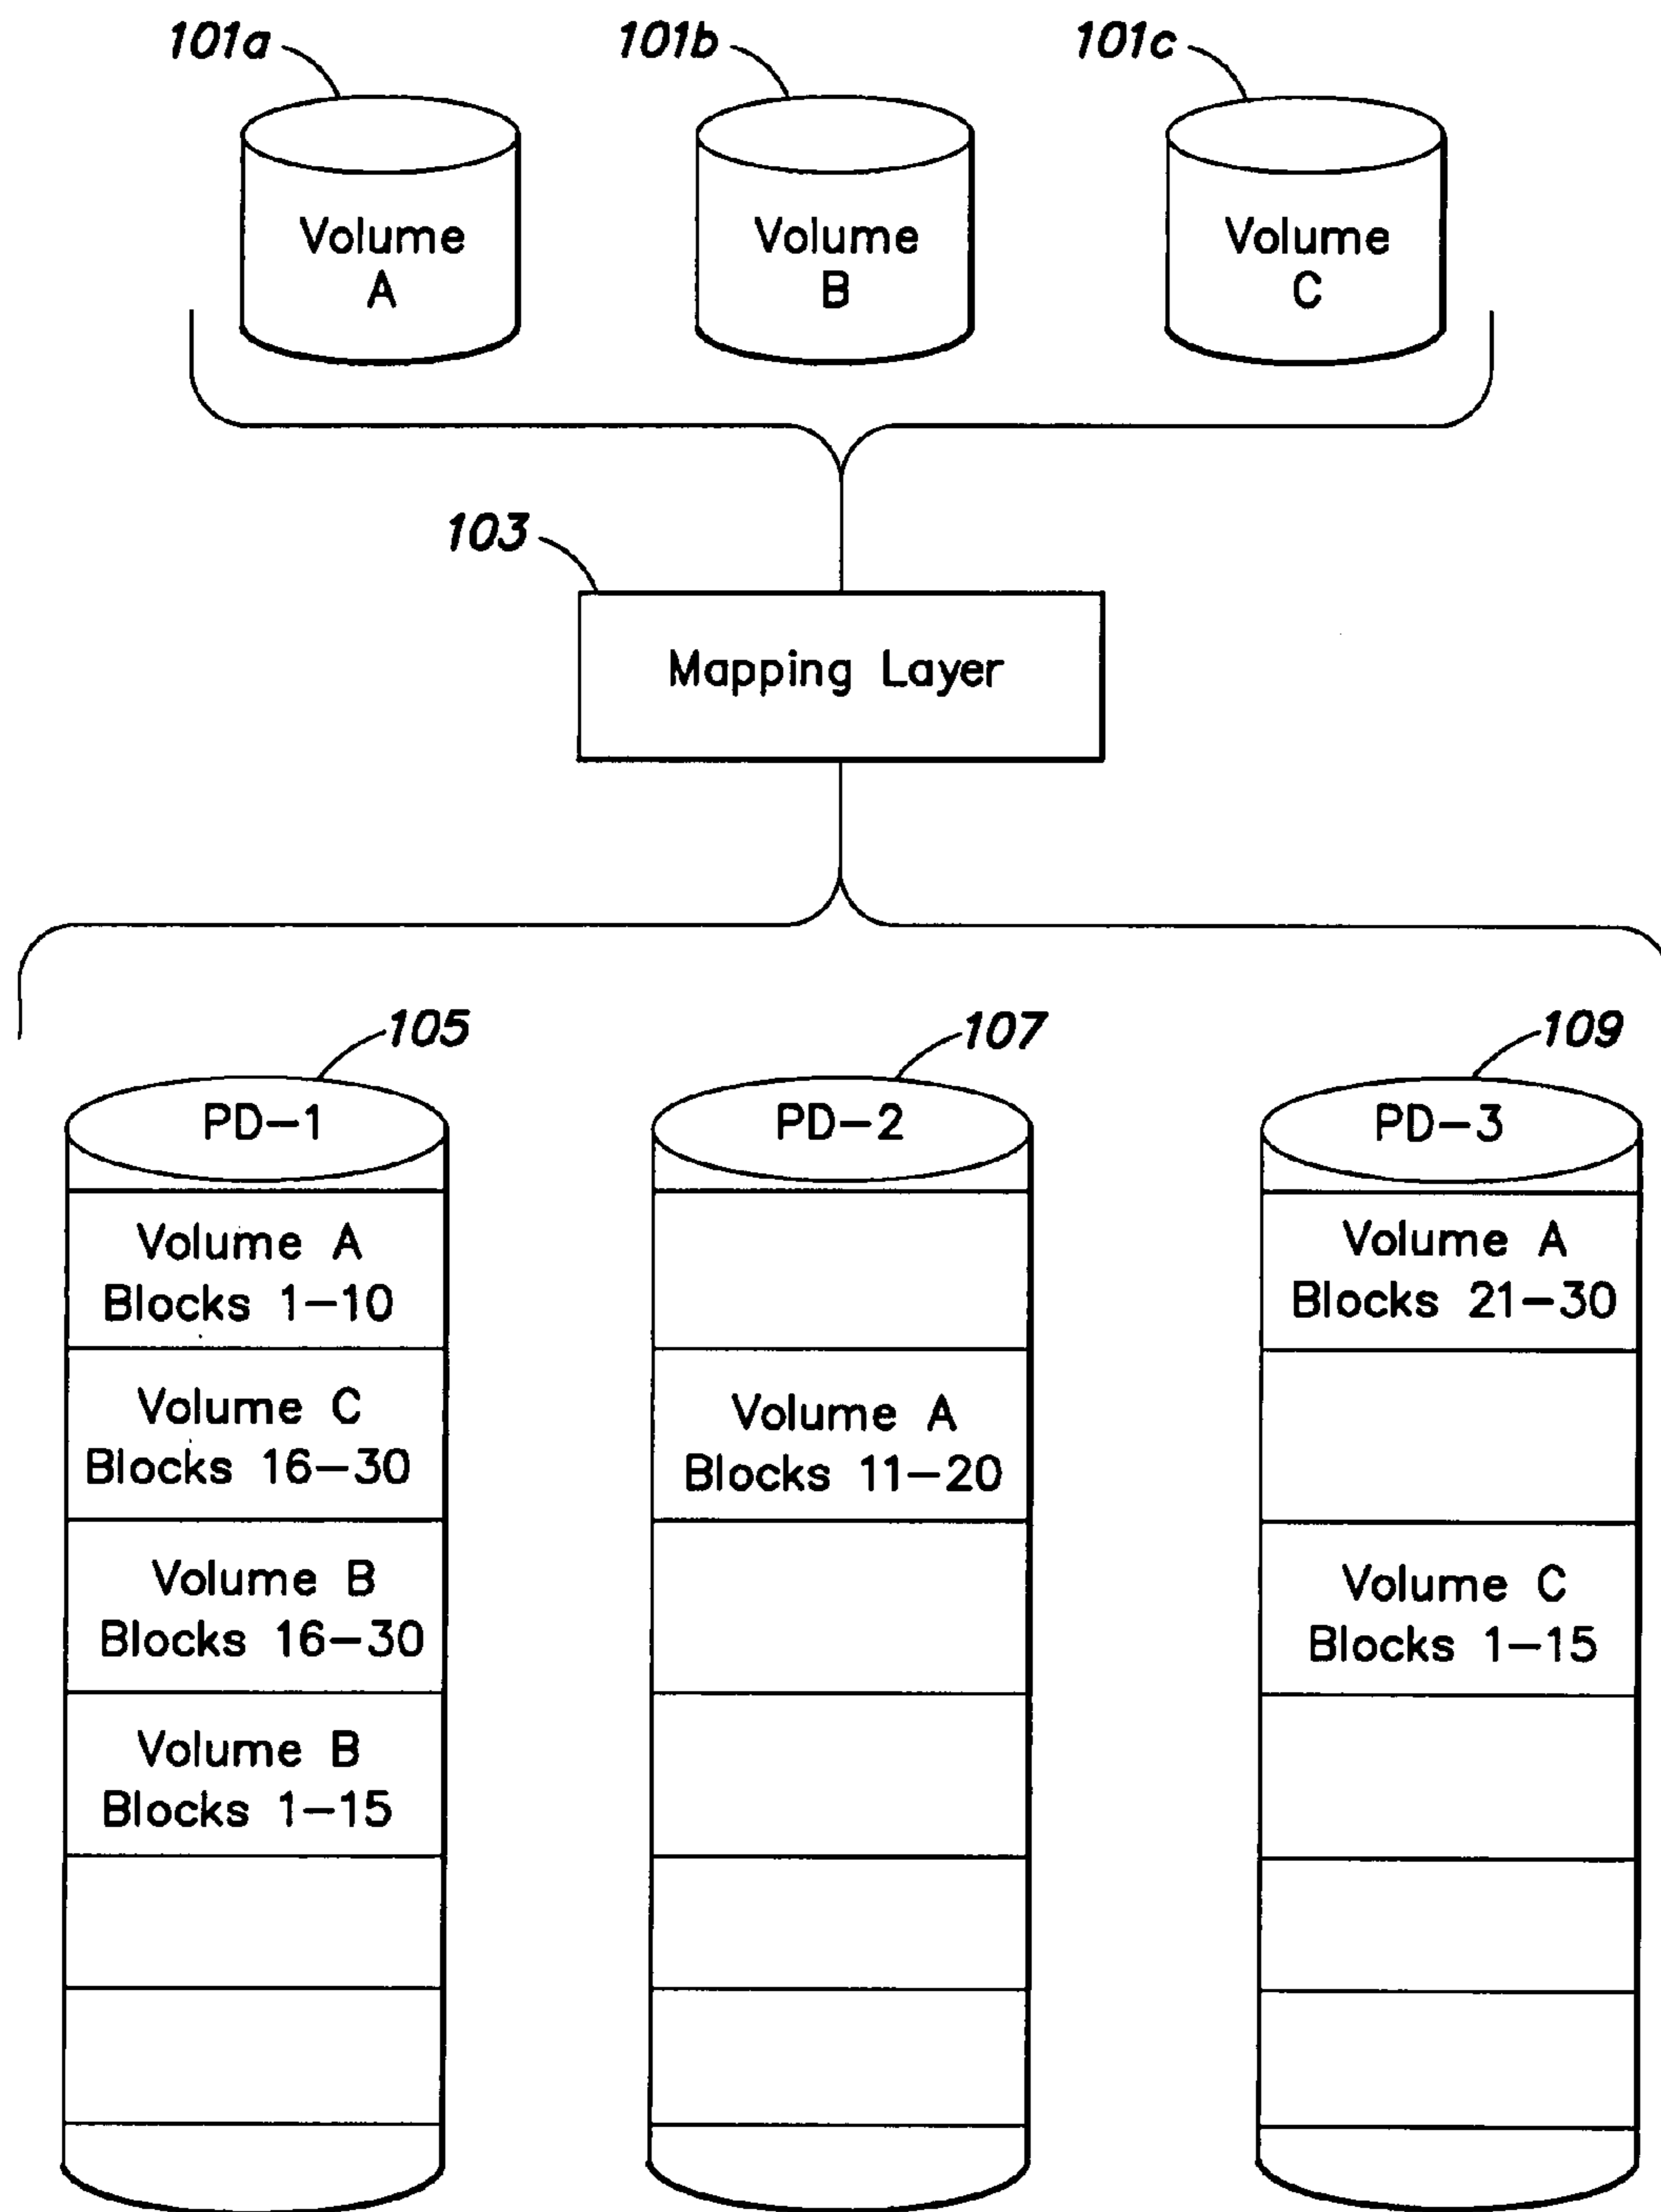 101a
101b
101c
Volume
A
Volume
B
Volume
C
103
Mapping Layer
105
107
109
PD-1
PD-2
PD-3
Volume A
Blocks 1-10
Volume A
Blocks 21-30
Volume C
Blocks 16-30
Volume A
Blocks 11-20
Volume B
Blocks 16-30
Volume C
Blocks 1-15
Volume B
Blocks 1-15